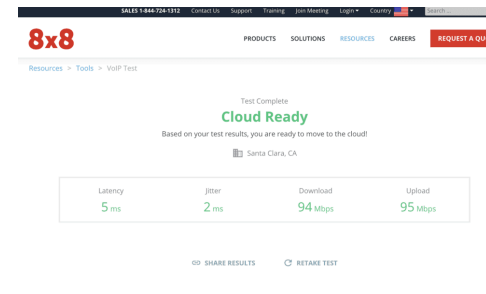 SALES 1-844-724-1312 Contact Us Support Training Join Meeting Login Country Search ...
8x8
PRODUCTS SOLUTIONS RESOURCES CAREERS REQUEST A QU
Resources > Tools > VoIP Test
Test Complete
Cloud Ready
Based on your test results, you are ready to move to the cloud!
Santa Clara, CA
Latency Jitter Download Upload
5 ms 2 ms 94 Mbps 95 Mbps
SHARE RESULTS RETAKE TEST